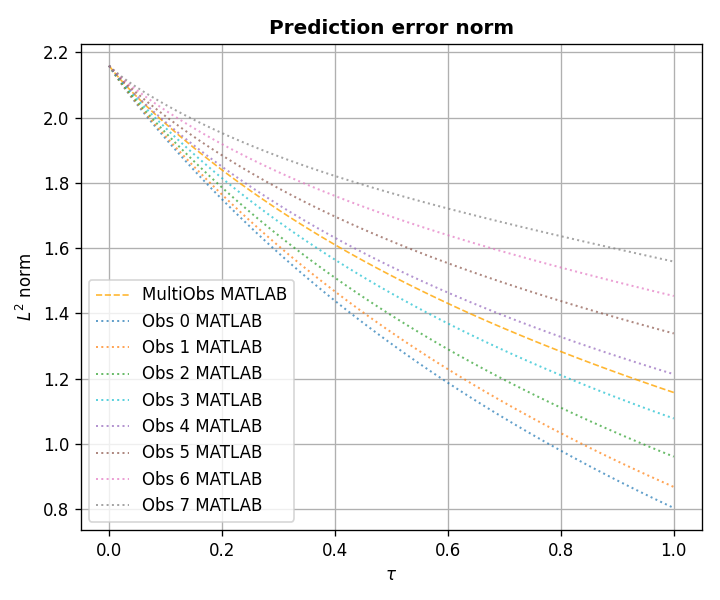 Prediction error norm
2.2
2.0
1.8
1.6
1.4
1.2
1.0
0.8
L² norm
MultiObs MATLAB
Obs 0 MATLAB
Obs 1 MATLAB
Obs 2 MATLAB
Obs 3 MATLAB
Obs 4 MATLAB
Obs 5 MATLAB
Obs 6 MATLAB
Obs 7 MATLAB
0.0 0.2 0.4 0.6 0.8 1.0
τ